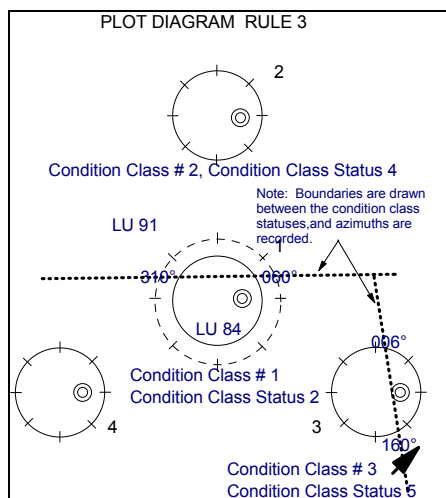 PLOT DIAGRAM  RULE 3
2
Condition Class # 2, Condition Class Status 4
Note:  Boundaries are drawn
between the condition class
statuses,and azimuths are
recorded.
LU 91
1
310°
060°
LU 84
006°
Condition Class # 1
Condition Class Status 2
4
3
160°
Condition Class # 3
Condition Class Status 5